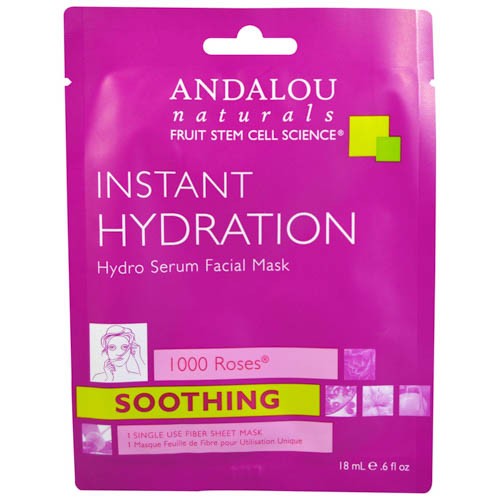 ANDALOU
naturals
FRUIT STEM CELL SCIENCE®
INSTANT
HYDRATION
Hydro Serum Facial Mask
1000 Roses®
SOOTHING
1 SINGLE USE FIBER SHEET MASK
1 Masque Feuille de Fibre pour Utilisation Unique
18 mL ℮ .6 fl oz